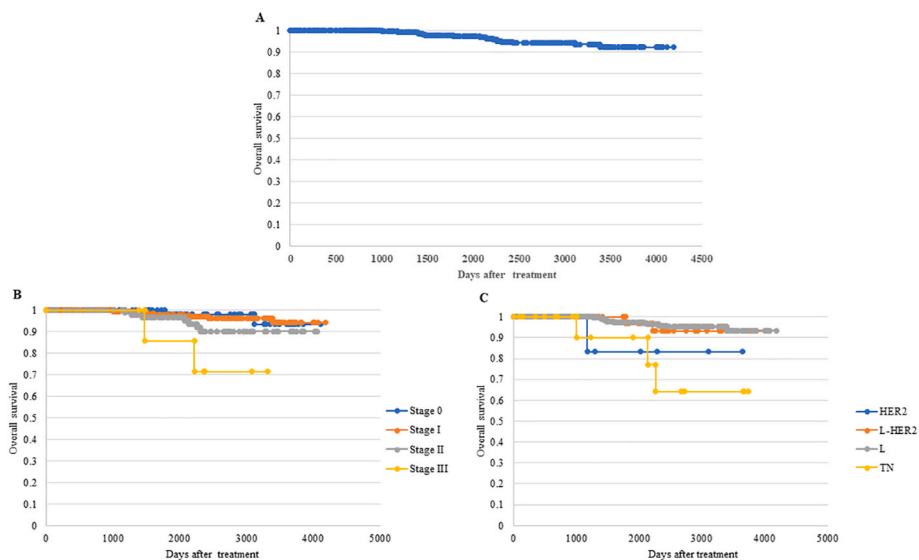 A
Overall survival
1
0.9
0.8
0.7
0.6
0.5
0.4
0.3
0.2
0.1
0
0 500 1000 1500 2000 2500 3000 3500 4000 4500
Days after treatment
B
Overall survival
1
0.9
0.8
0.7
0.6
0.5
0.4
0.3
0.2
0.1
0
0 1000 2000 3000 4000 5000
Days after treatment
Stage 0
Stage I
Stage II
Stage III
C
Overall survival
1
0.9
0.8
0.7
0.6
0.5
0.4
0.3
0.2
0.1
0
0 1000 2000 3000 4000 5000
Days after treatment
HER2
L-HER2
L
TN